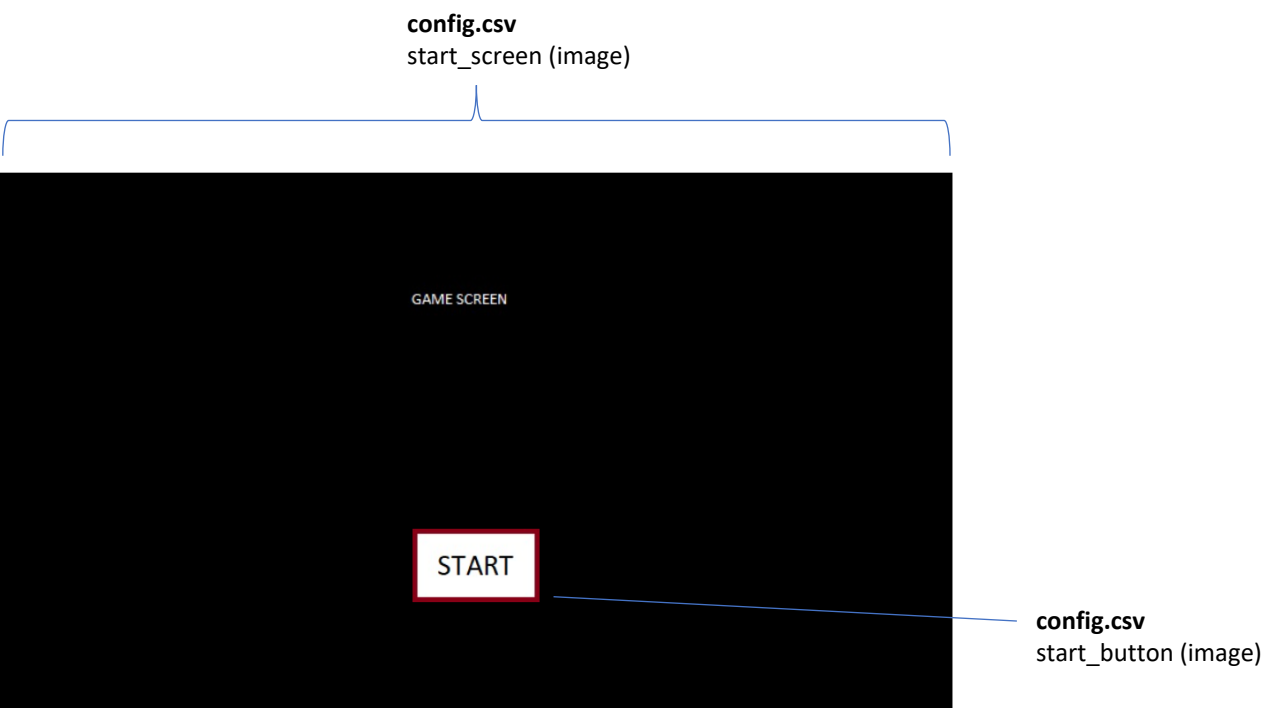 config.csv
start_screen (image)
GAME SCREEN
START
config.csv
start_button (image)